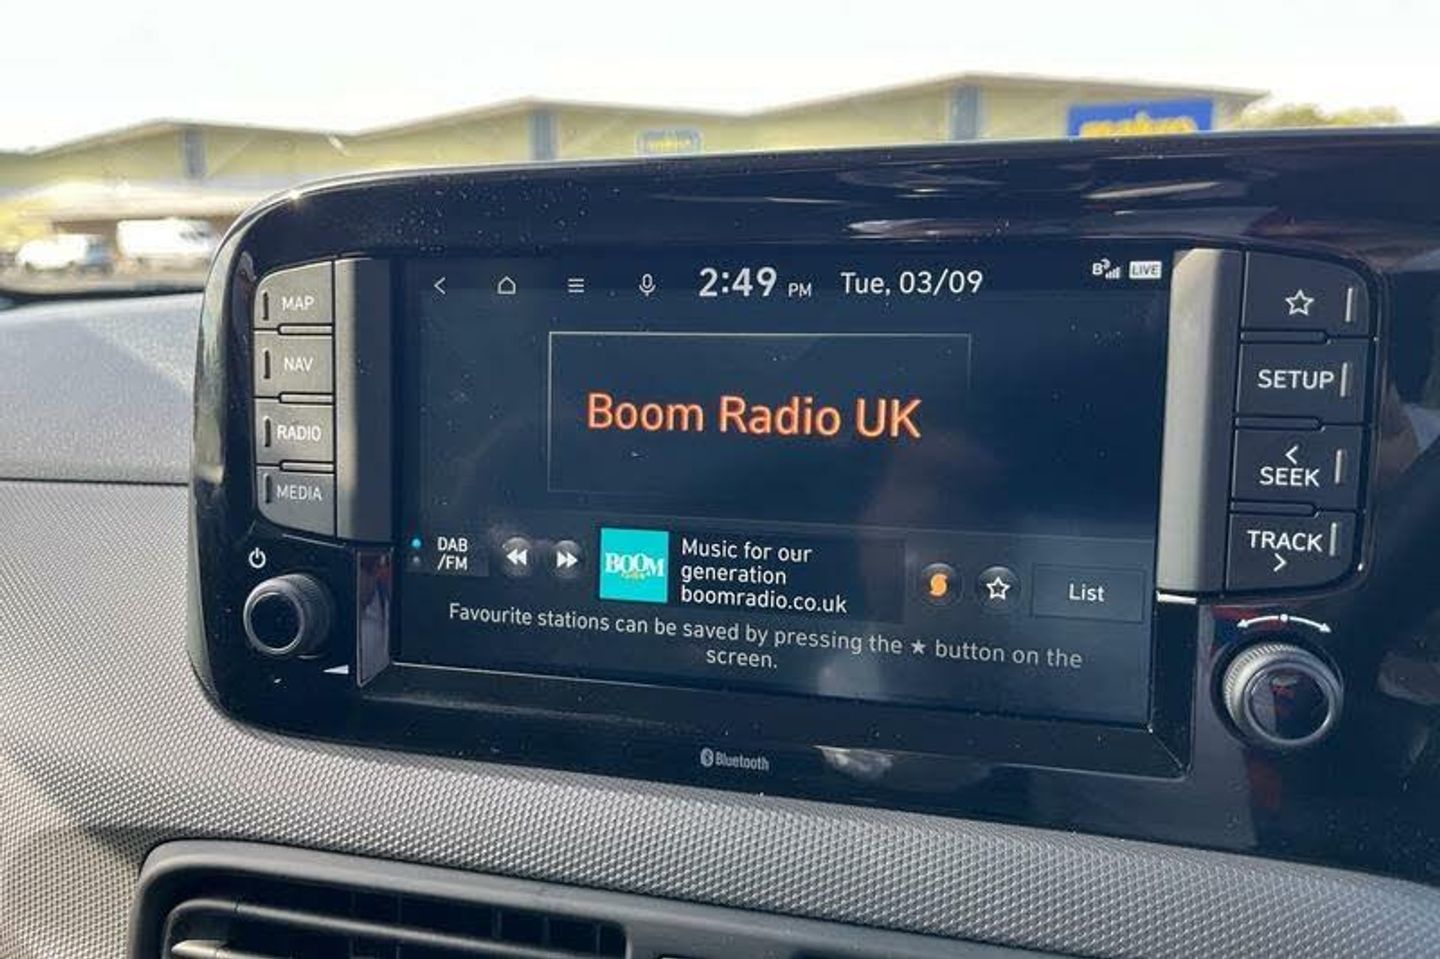 makro
2:49 PM Tue, 03/09
LIVE
MAP
NAV
RADIO
MEDIA
SETUP
SEEK
TRACK
Boom Radio UK
DAB
/FM
BOOM
Music for our
generation
boomradio.co.uk
List
Favourite stations can be saved by pressing the ★ button on the
screen.
Bluetooth